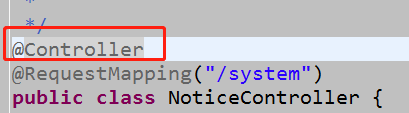 *
*/
@Controller
@RequestMapping("/system")
public class NoticeController {